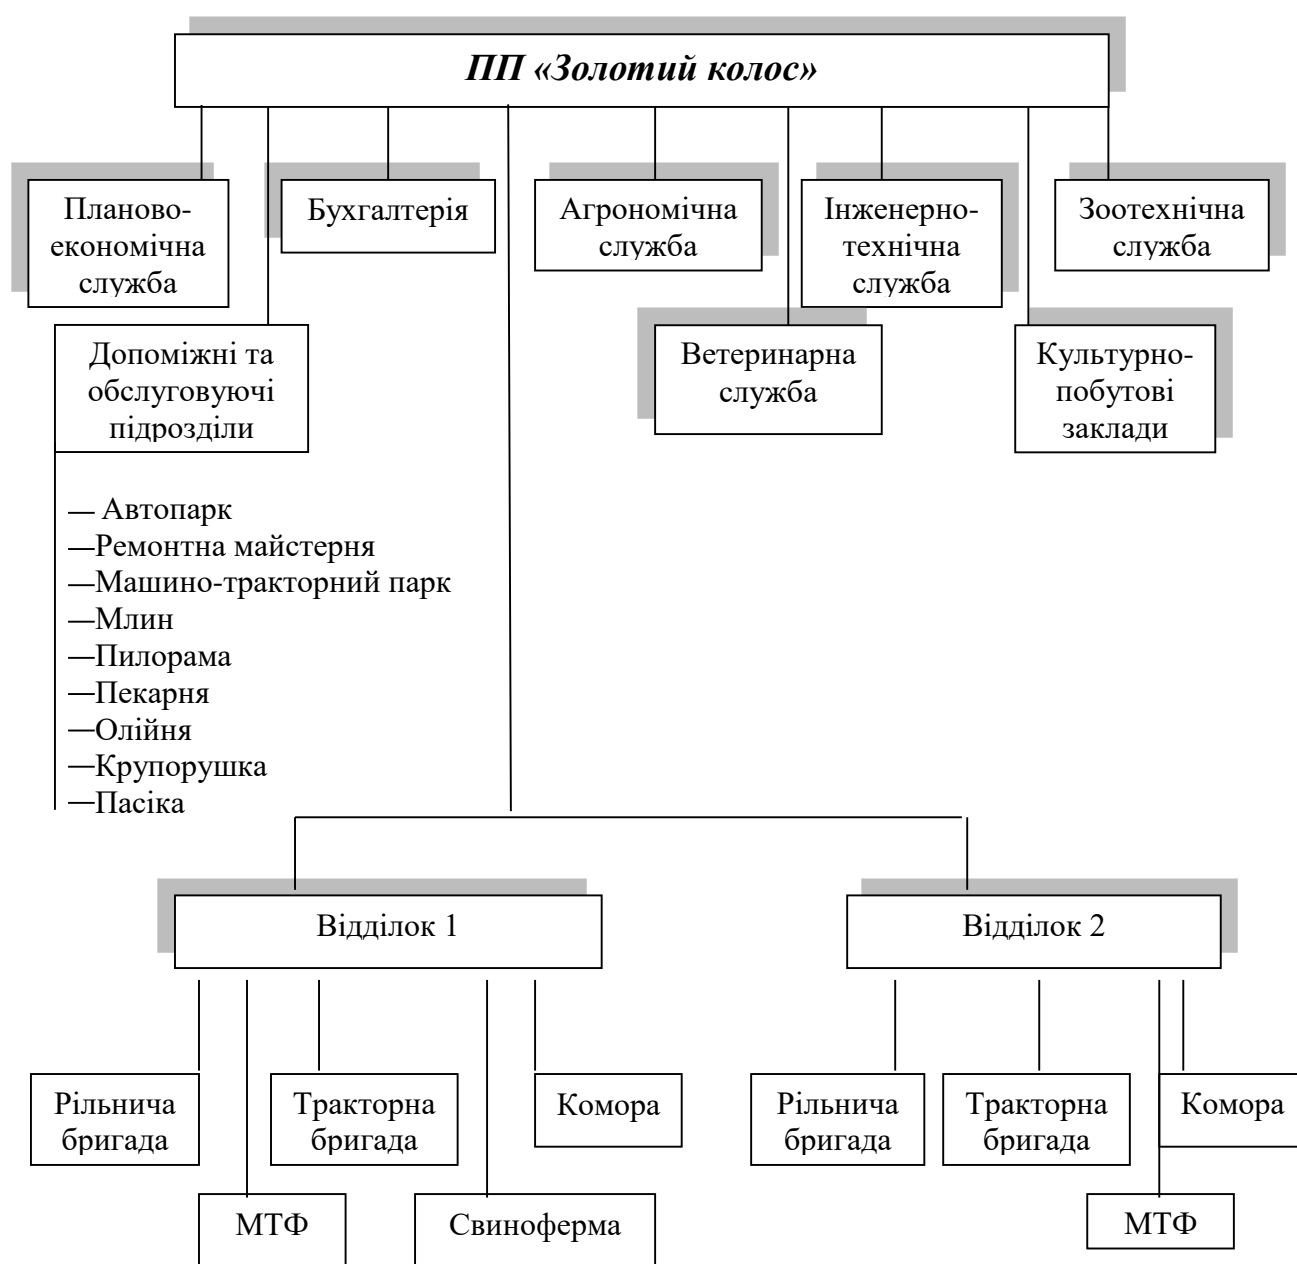 ПП «Золотий колос»
Планово-
економічна
служба
Бухгалтерія
Агрономічна
служба
Інженерно-
технічна
служба
Зоотехнічна
служба
Допоміжні та
обслуговуючі
підрозділи
Ветеринарна
служба
Культурно-
побутові
заклади
— Автопарк
—Ремонтна майстерня
—Машино-тракторний парк
—Млин
—Пилорама
—Пекарня
—Олійня
—Крупорушка
—Пасіка
Відділок 1
Відділок 2
Рільнича
бригада
Тракторна
бригада
Комора
Рільнича
бригада
Тракторна
бригада
Комора
МТФ
Свиноферма
МТФ